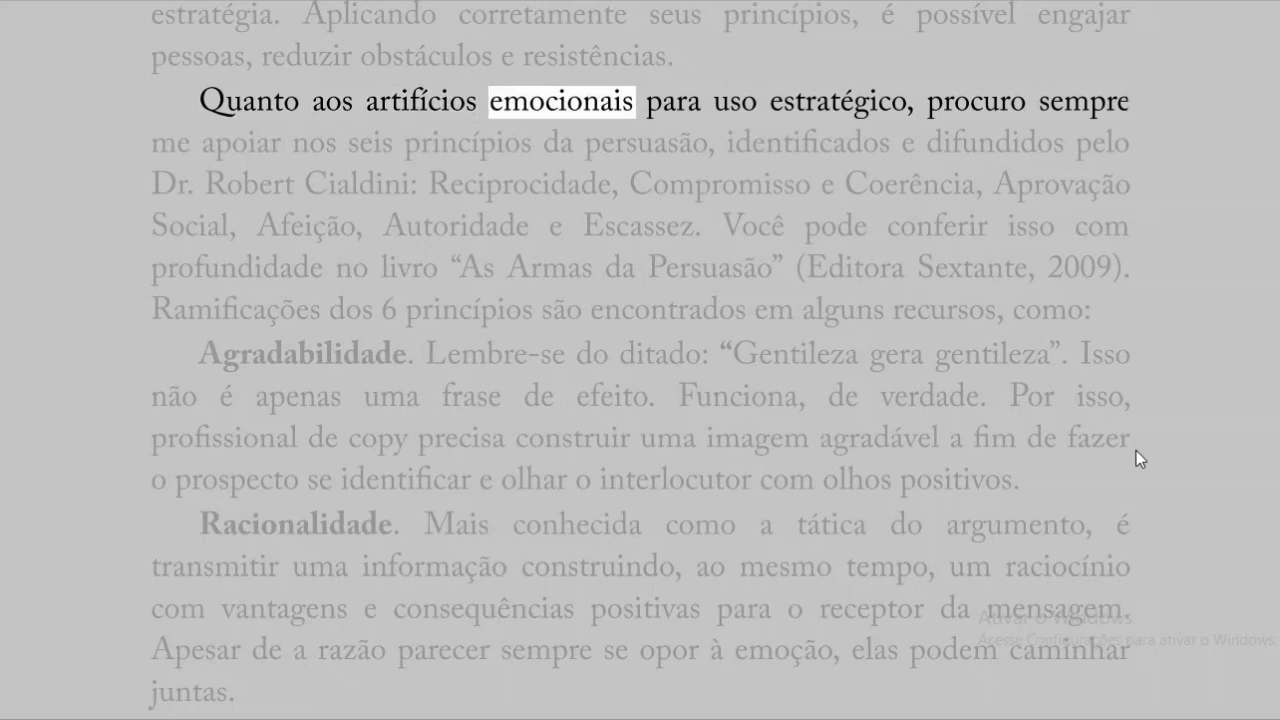 estratégia. Aplicando corretamente seus princípios, é possível engajar
pessoas, reduzir obstáculos e resistências.
Quanto aos artifícios emocionais para uso estratégico, procuro sempre
me apoiar nos seis princípios da persuasão, identificados e difundidos pelo
Dr. Robert Cialdini: Reciprocidade, Compromisso e Coerência, Aprovação
Social, Afeição, Autoridade e Escassez. Você pode conferir isso com
profundidade no livro “As Armas da Persuasão” (Editora Sextante, 2009).
Ramificações dos 6 princípios são encontrados em alguns recursos, como:
Agradabilidade. Lembre-se do ditado: “Gentileza gera gentileza”. Isso
não é apenas uma frase de efeito. Funciona, de verdade. Por isso,
profissional de copy precisa construir uma imagem agradável a fim de fazer
o prospecto se identificar e olhar o interlocutor com olhos positivos.
Racionalidade. Mais conhecida como a tática do argumento, é
transmitir uma informação construindo, ao mesmo tempo, um raciocínio
com vantagens e consequências positivas para o receptor da mensagem.
Ativar o Windows
Acesse Configurações para ativar o Windows.
Apesar de a razão parecer sempre se opor à emoção, elas podem caminhar
juntas.